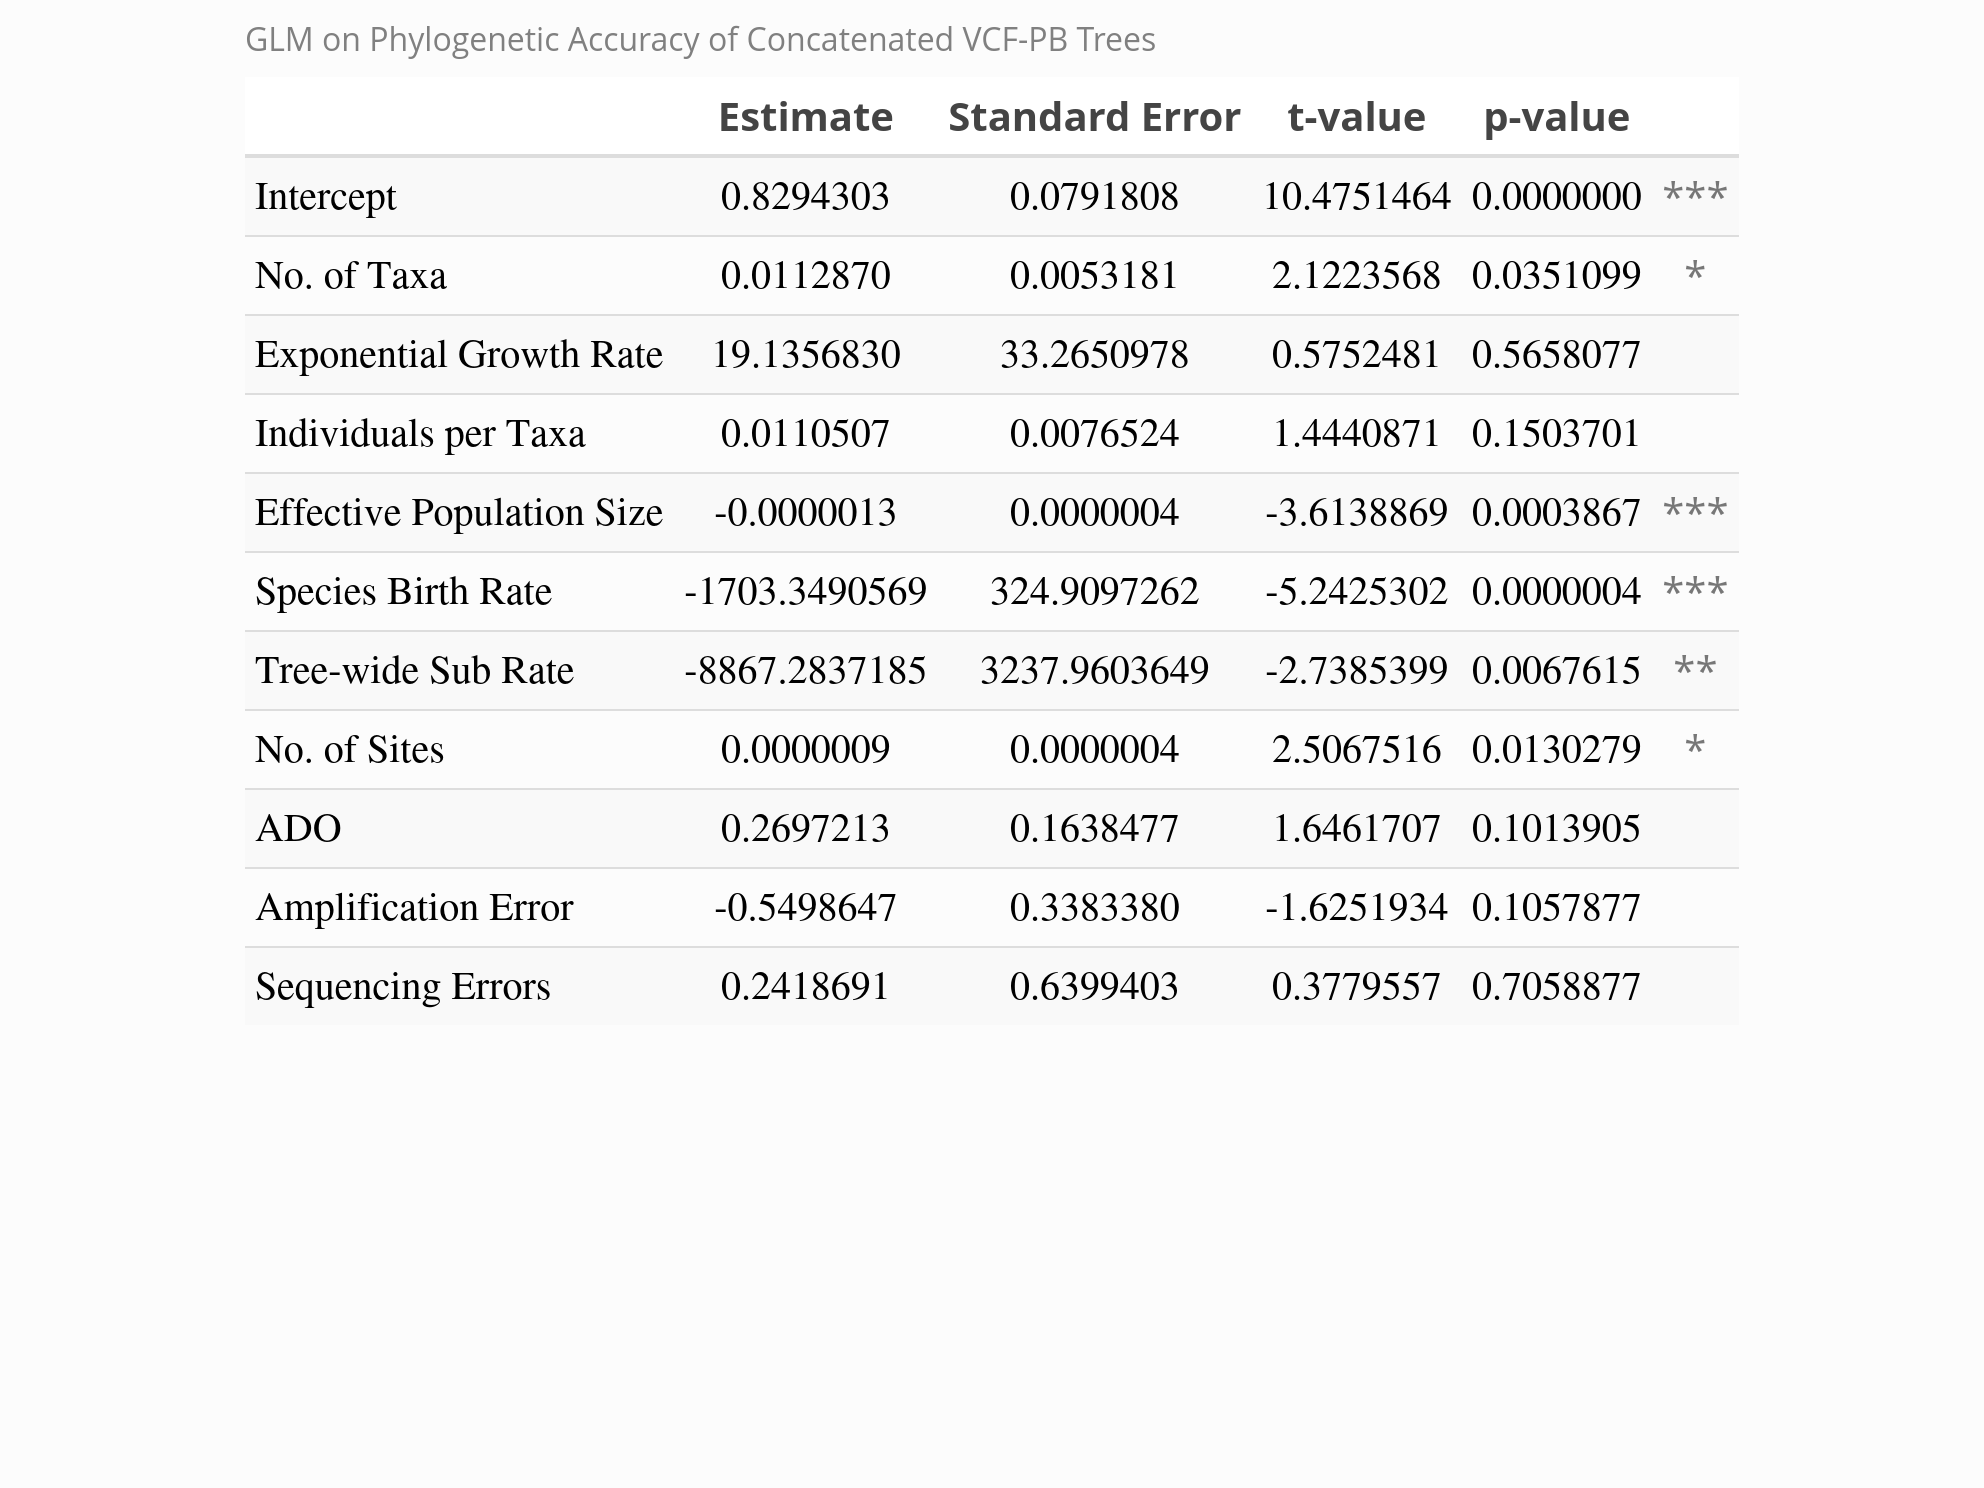 GLM on Phylogenetic Accuracy of Concatenated VCF-PB Trees
Estimate Standard Error t-value p-value
Intercept 0.8294303 0.0791808 10.4751464 0.0000000 ***
No. of Taxa 0.0112870 0.0053181 2.1223568 0.0351099 *
Exponential Growth Rate 19.1356830 33.2650978 0.5752481 0.5658077
Individuals per Taxa 0.0110507 0.0076524 1.4440871 0.1503701
Effective Population Size -0.0000013 0.0000004 -3.6138869 0.0003867 ***
Species Birth Rate -1703.3490569 324.9097262 -5.2425302 0.0000004 ***
Tree-wide Sub Rate -8867.2837185 3237.9603649 -2.7385399 0.0067615 **
No. of Sites 0.0000009 0.0000004 2.5067516 0.0130279 *
ADO 0.2697213 0.1638477 1.6461707 0.1013905
Amplification Error -0.5498647 0.3383380 -1.6251934 0.1057877
Sequencing Errors 0.2418691 0.6399403 0.3779557 0.7058877